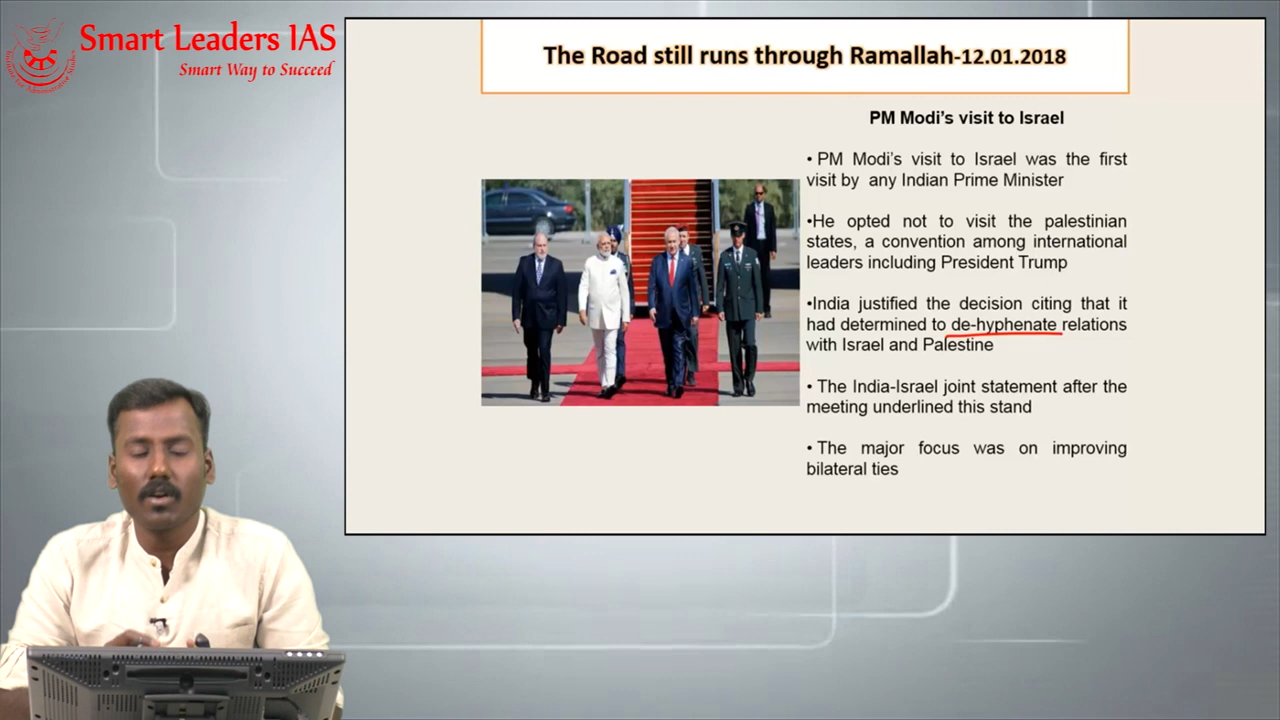 Smart Leaders IAS
Smart Way to Succeed
The Road still runs through Ramallah-12.01.2018
PM Modi's visit to Israel
• PM Modi's visit to Israel was the first
visit by any Indian Prime Minister
•He opted not to visit the palestinian
states, a convention among international
leaders including President Trump
•India justified the decision citing that it
had determined to de-hyphenate relations
with Israel and Palestine
• The India-Israel joint statement after the
meeting underlined this stand
• The major focus was on improving
bilateral ties